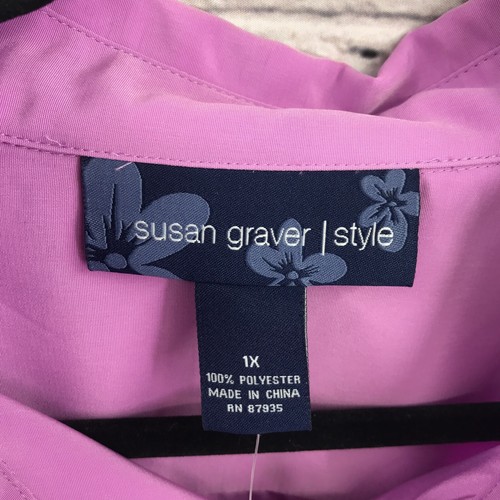 susan graver | style
1X
100% POLYESTER
MADE IN CHINA
RN 87935